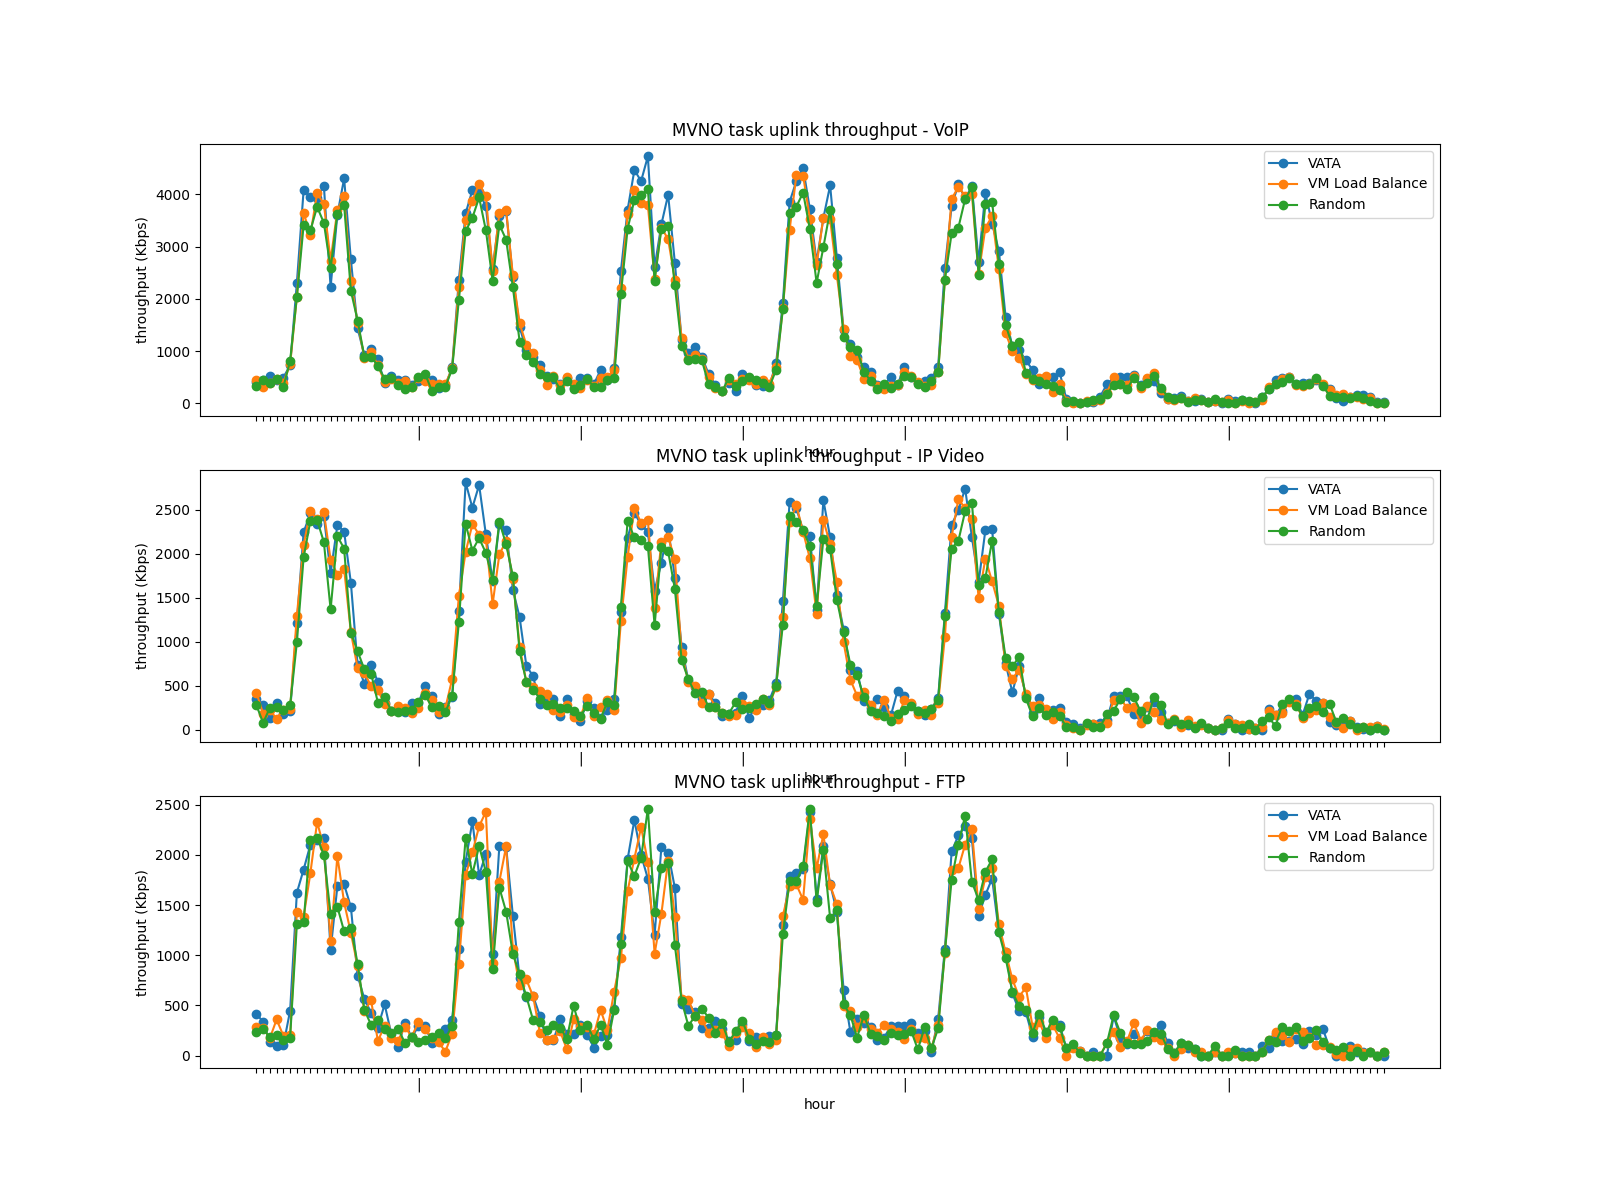 MVNO task uplink throughput - VoIP
throughput (Kbps)
4000
3000
2000
1000
0
VATA
VM Load Balance
Random
hour
MVNO task uplink throughput - IP Video
throughput (Kbps)
2500
2000
1500
1000
500
0
VATA
VM Load Balance
Random
hour
MVNO task uplink throughput - FTP
throughput (Kbps)
2500
2000
1500
1000
500
0
VATA
VM Load Balance
Random
hour